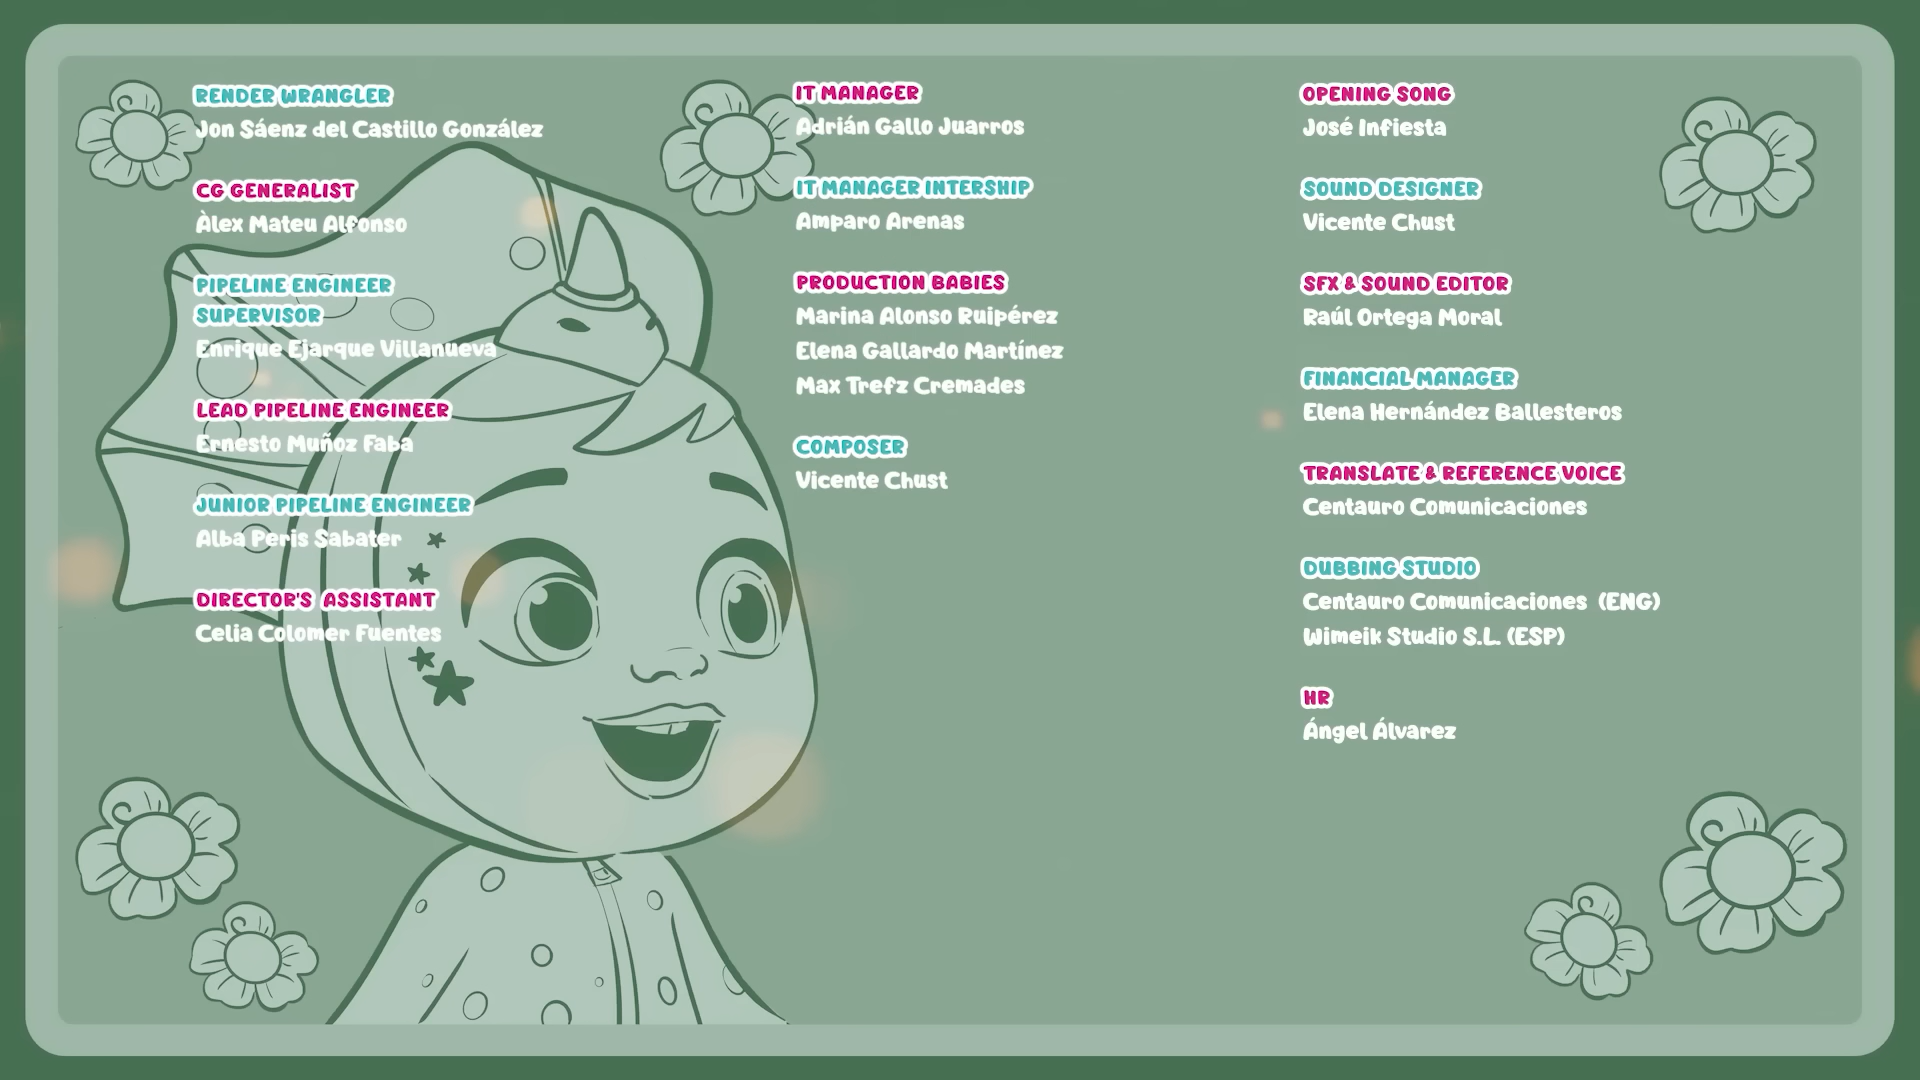 RENDER WRANGLER
Jon Sáenz del Castillo González
CG GENERALIST
Àlex Mateu Alfonso
PIPELINE ENGINEER
SUPERVISOR
Enrique Ejarque Villanueva
LEAD PIPELINE ENGINEER
Ernesto Muñoz Faba
JUNIOR PIPELINE ENGINEER
Alba Peris Sabater
DIRECTOR'S ASSISTANT
Celia Colomer Fuentes
IT MANAGER
Adrián Gallo Juarros
IT MANAGER INTERSHIP
Amparo Arenas
PRODUCTION BABIES
Marina Alonso Ruipérez
Elena Gallardo Martínez
Max Trefz Cremades
COMPOSER
Vicente Chust
OPENING SONG
José Infiesta
SOUND DESIGNER
Vicente Chust
SFX & SOUND EDITOR
Raúl Ortega Moral
FINANCIAL MANAGER
Elena Hernández Ballesteros
TRANSLATE & REFERENCE VOICE
Centauro Comunicaciones
DUBBING STUDIO
Centauro Comunicaciones (ENG)
Wimeik Studio S.L. (ESP)
HR
Ángel Álvarez